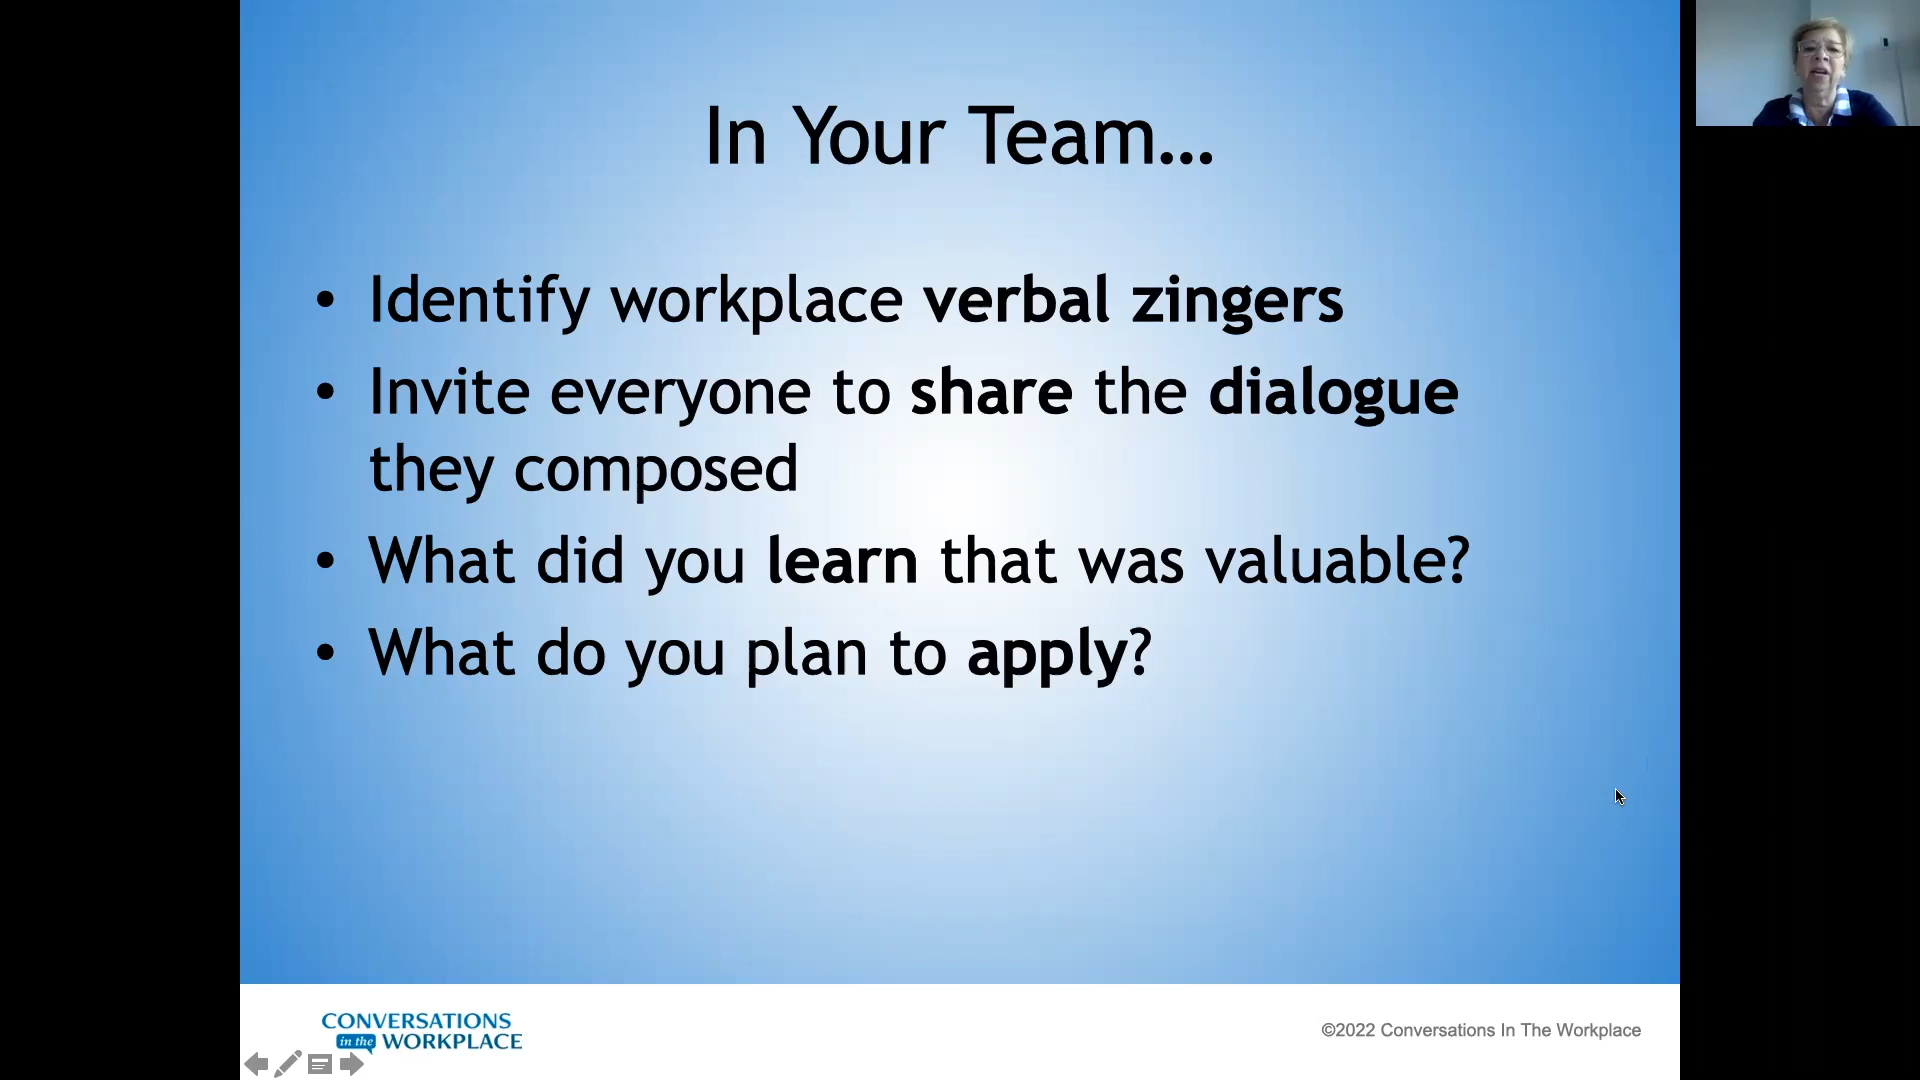 In Your Team...
• Identify workplace verbal zingers
• Invite everyone to share the dialogue
they composed
• What did you learn that was valuable?
• What do you plan to apply?
CONVERSATIONS
in the WORKPLACE
©2022 Conversations In The Workplace